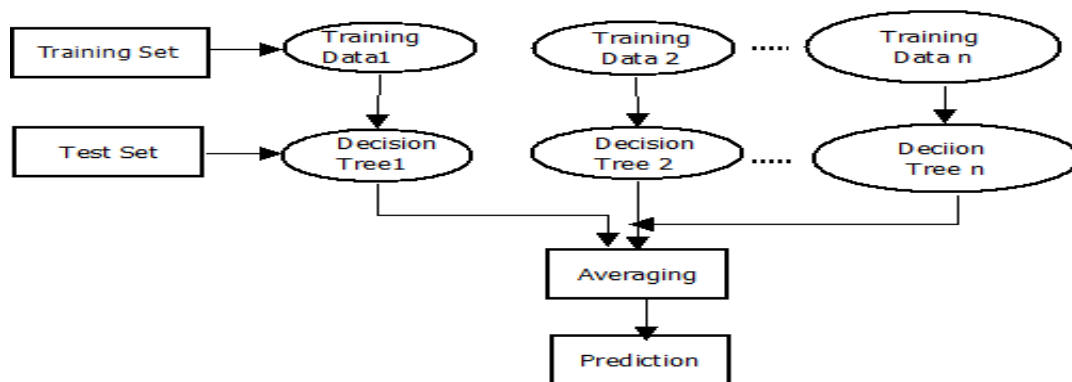 Training Set
Training
Data1
Training
Data 2
Training
Data n
Test Set
Decision
Tree1
Decision
Tree 2
Deciion
Tree n
Averaging
Prediction